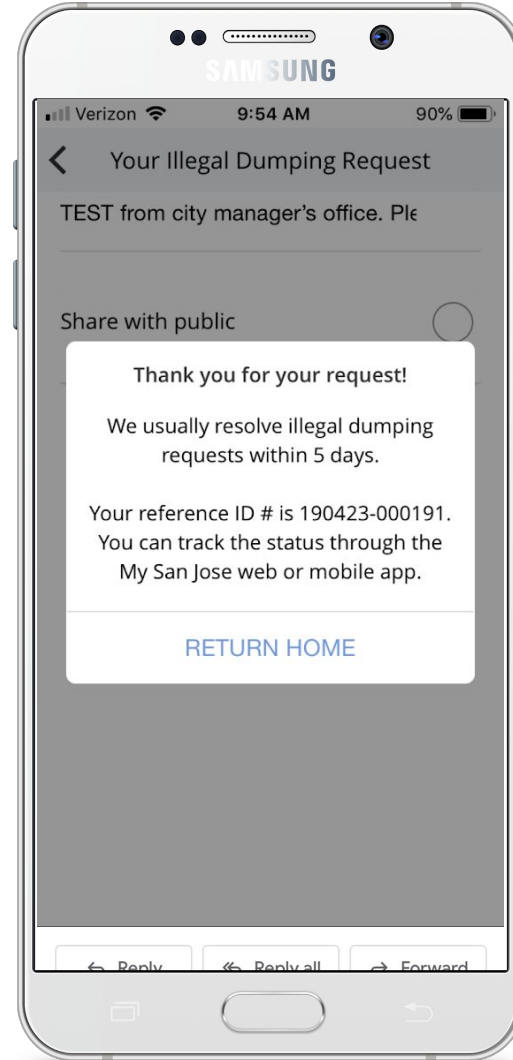 SAMSUNG
Verizon 9:54 AM 90%
Your Illegal Dumping Request
TEST from city manager's office. Ple
Share with public
Thank you for your request!
We usually resolve illegal dumping
requests within 5 days.
Your reference ID # is 190423-000191.
You can track the status through the
My San Jose web or mobile app.
RETURN HOME
Reply Reply all Forward